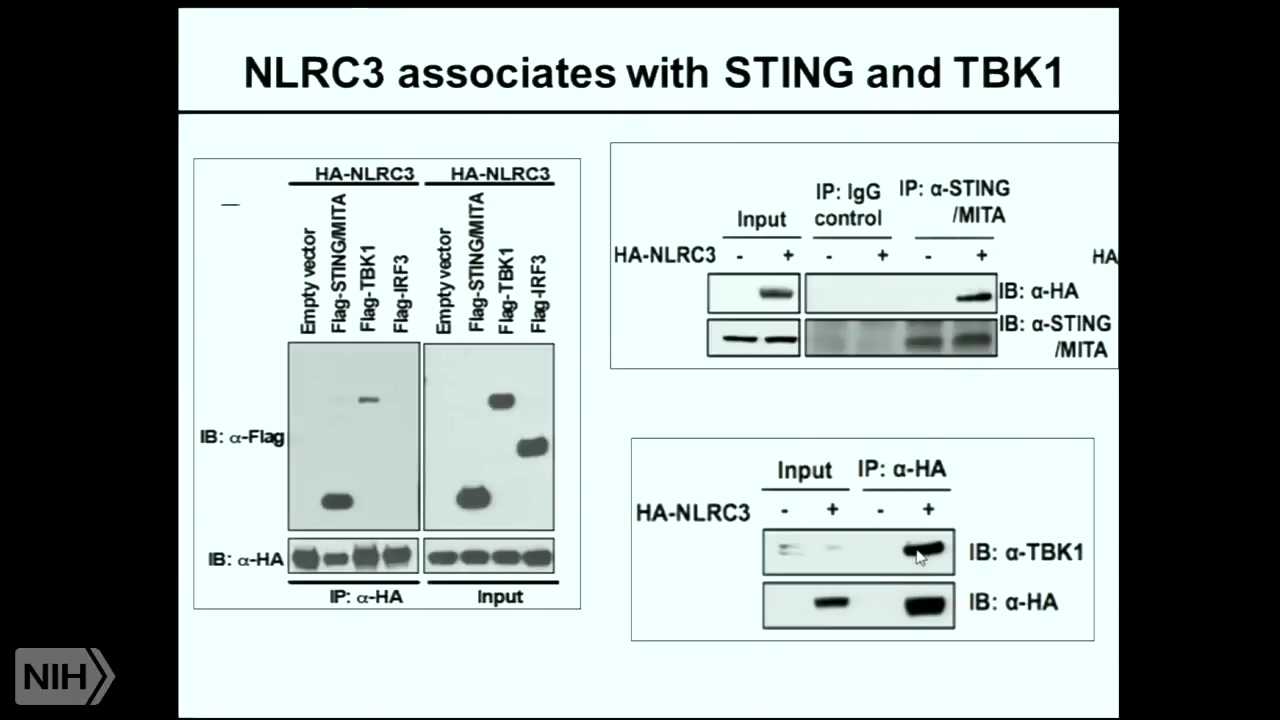 NLRC3 associates with STING and TBK1
HA-NLRC3 HA-NLRC3
Empty vector
Flag-STING/MITA
Flag-TBK1
Flag-IRF3
Empty vector
Flag-STING/MITA
Flag-TBK1
Flag-IRF3
IB: α-Flag
IB: α-HA
IP: α-HA Input
Input IP: IgG control IP: α-STING /MITA
HA-NLRC3 - + - + - +
HA
IB: α-HA
IB: α-STING
/MITA
Input IP: α-HA
HA-NLRC3 - + - +
IB: α-TBK1
IB: α-HA
NIH